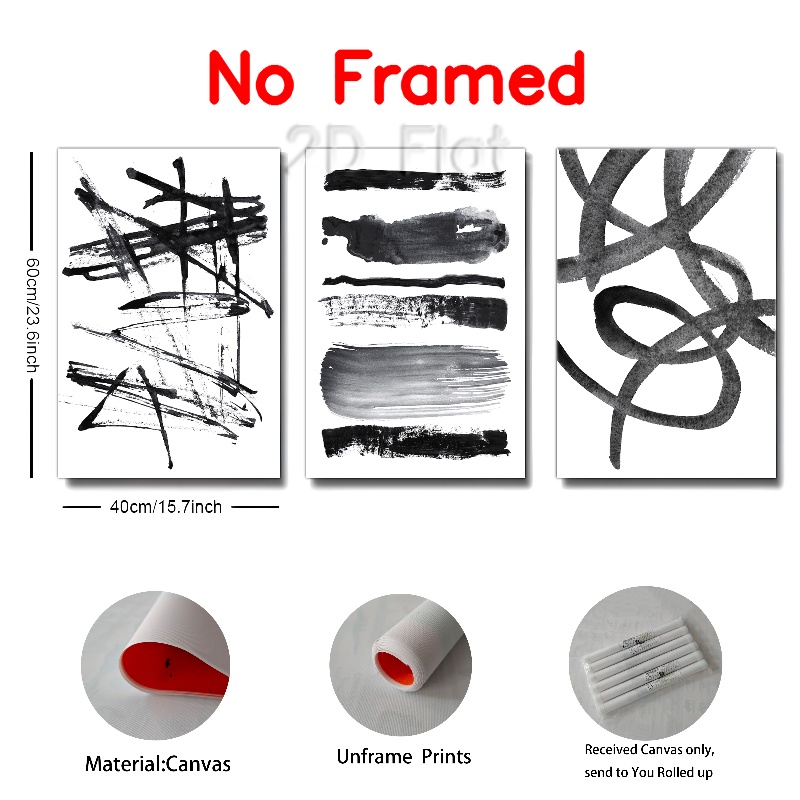 No Framed
2D Flat
60cm/23.6inch
40cm/15.7inch
Material:Canvas
Unframe Prints
Received Canvas only,
send to You Rolled up